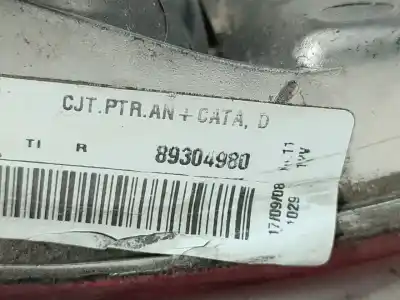 CJT.PTR.AN + CATA, D
TI R 89304980
17/09/08
1029